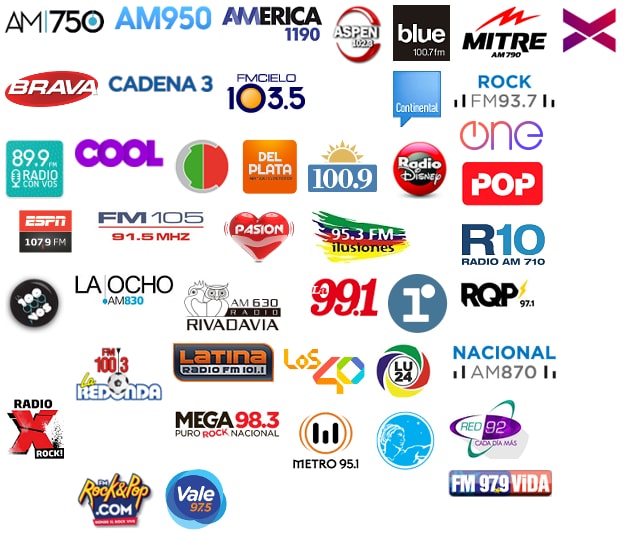 AM|750
AM950
AMERICA
1190
ASPEN
102.3
blue
100.7fm
MITRE
AM790
BRAVA
CADENA 3
FM CIELO
103.5
Continental
ROCK
FM93.7
one
89.9 FM
RADIO
CON VOS
COOL
DEL
PLATA
100.9
Radio
Disney
POP
ESPN
107.9 FM
FM 105
91.5 MHZ
PASION
95.3 FM
ilusiones
R10
RADIO AM 710
LA OCHO
AM830
AM 630
RADIO
RIVADAVIA
LA
99.1
r
RQP
97.1
FM
100.3
La
REDONDA
LATINA
RADIO FM 101.1
LOS
40
LU
24
NACIONAL
AM870
RADIO
X
ROCK!
MEGA 98.3
PURO ROCK NACIONAL
METRO 95.1
RED 92
CADA DÍA MÁS
FM
Rock&Pop
.COM
Vale
97.5
FM 97.9 ViDA